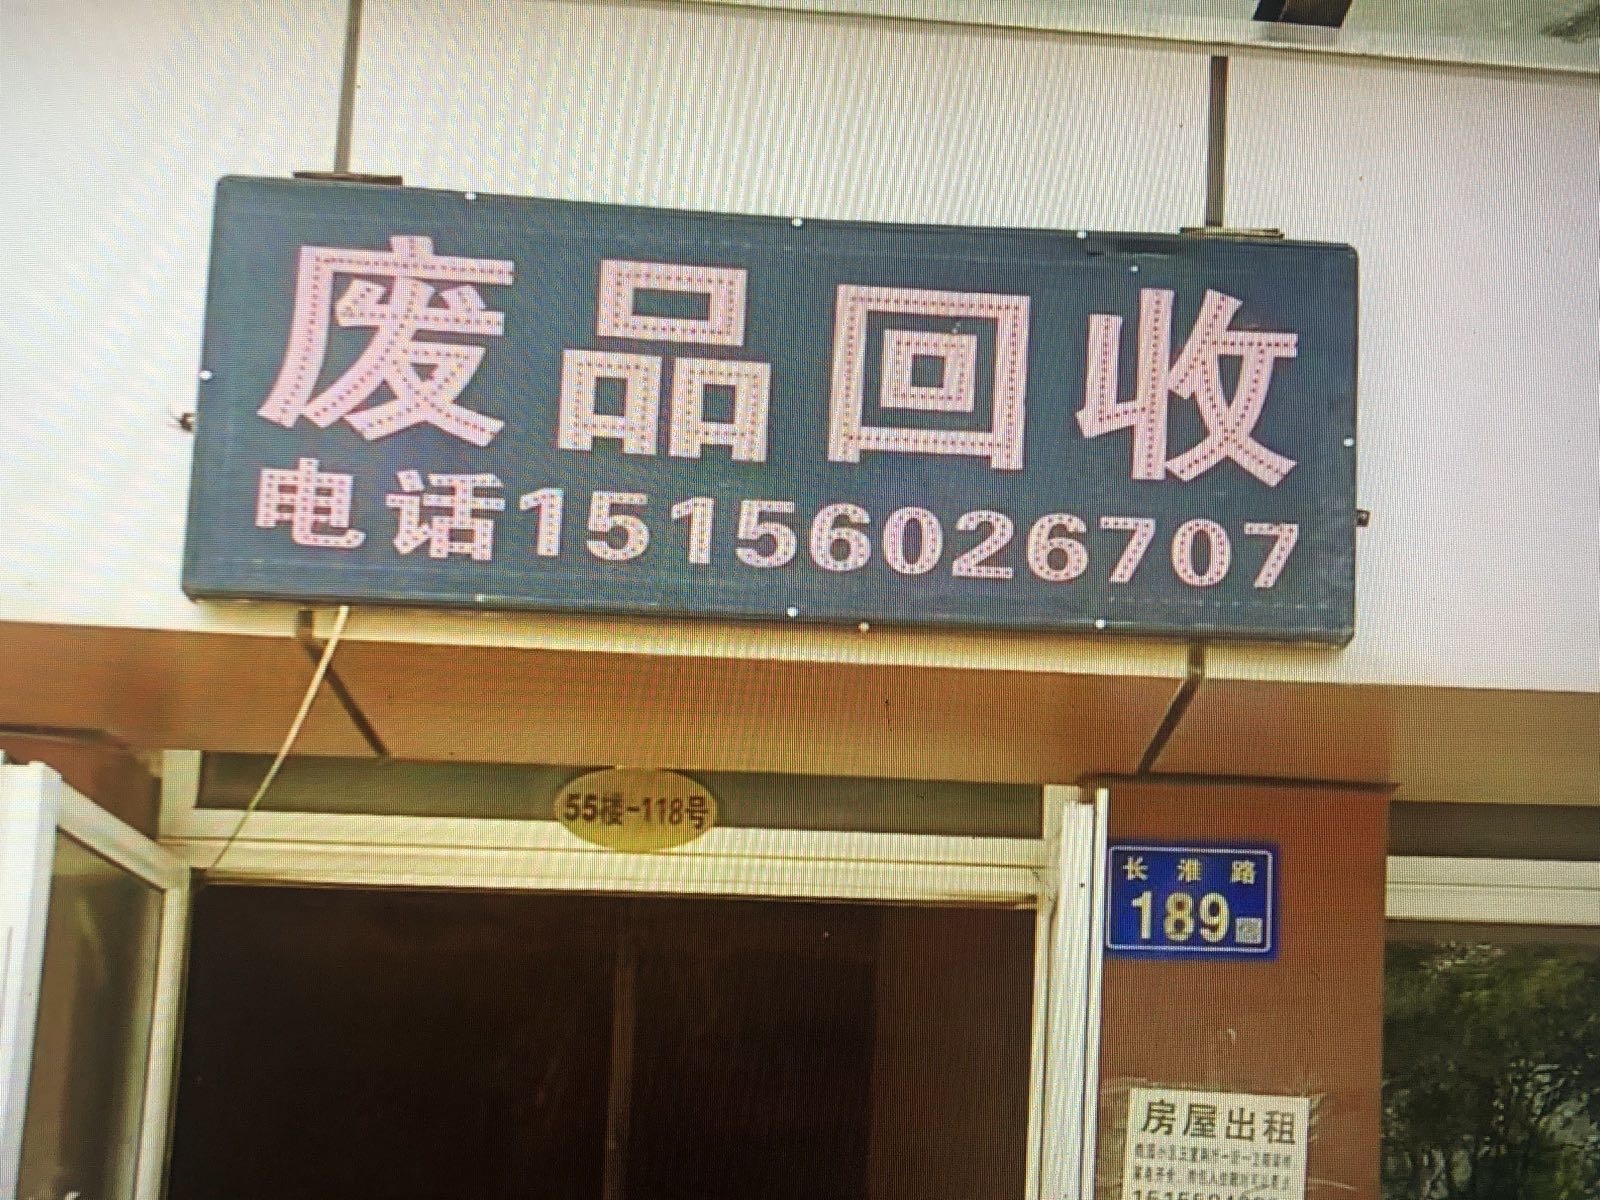 废品回收
电话15156026707
55楼-118号
长淮路
189
房屋出租